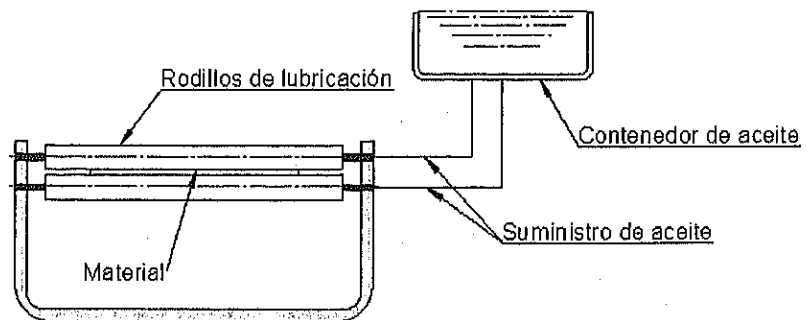 Rodillos de lubricación
Contenedor de aceite
Suministro de aceite
Material